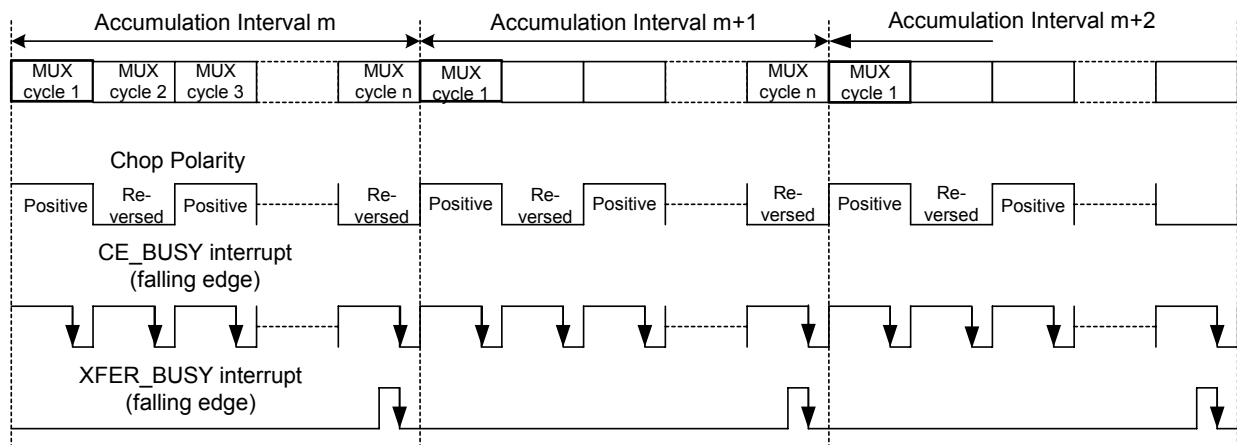 Accumulation Interval m
Accumulation Interval m+1
Accumulation Interval m+2
MUX
cycle 1
MUX
cycle 2
MUX
cycle 3
MUX
cycle n
MUX
cycle 1
MUX
cycle n
MUX
cycle 1
Chop Polarity
Positive
Re-
versed
Positive
Re-
versed
Positive
Re-
versed
Positive
Re-
versed
Positive
Re-
versed
Positive
CE_BUSY interrupt
(falling edge)
XFER_BUSY interrupt
(falling edge)